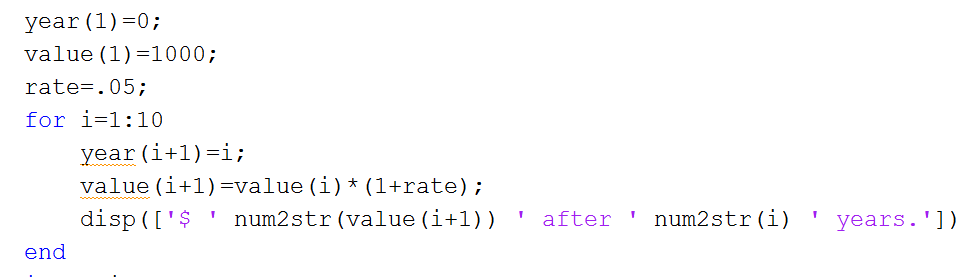 year(1)=0;
value(1)=1000;
rate=.05;
for i=1:10
    year(i+1)=i;
    value(i+1)=value(i)*(1+rate);
    disp(['$ ' num2str(value(i+1)) ' after ' num2str(i) ' years.'])
end